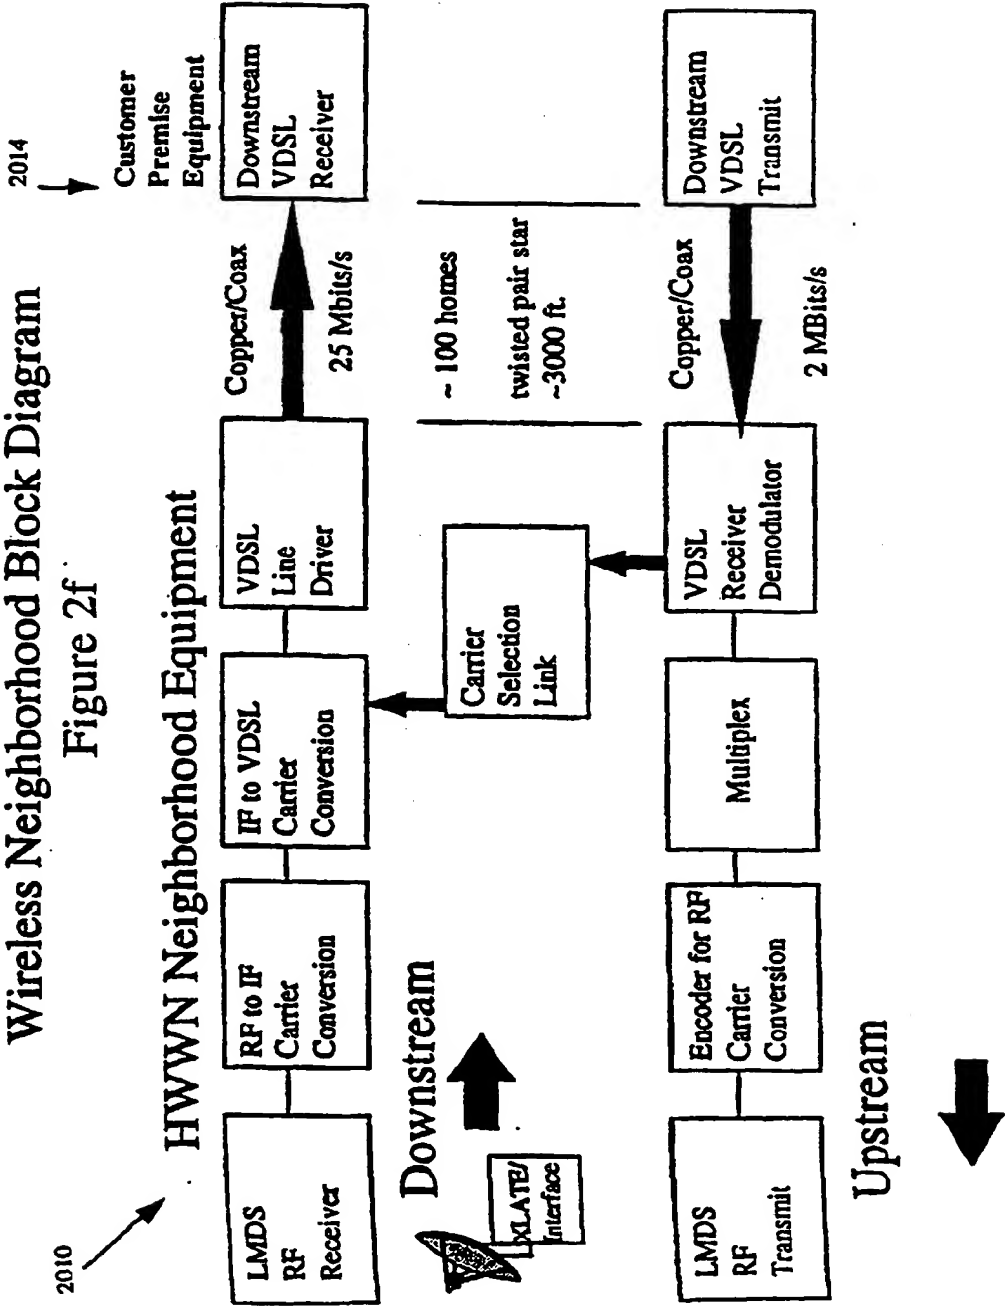 Wireless Neighborhood Block Diagram
Figure 2f
2010
HWWN Neighborhood Equipment
2014
Customer
Premise
Equipment
LMDS
RF
Receiver
RF to IF
Carrier
Conversion
IF to VDSL
Carrier
Conversion
VDSL
Line
Driver
Copper/Coax
25 Mbits/s
Downstream
VDSL
Receiver
Downstream
XLATE/
Interface
Carrier
Selection
Link
~ 100 homes
twisted pair star
~3000 ft.
LMDS
RF
Transmit
Encoder for RF
Carrier
Conversion
Multiplex
VDSL
Receiver
Demodulator
Copper/Coax
2 MBits/s
Downstream
VDSL
Transmit
Upstream